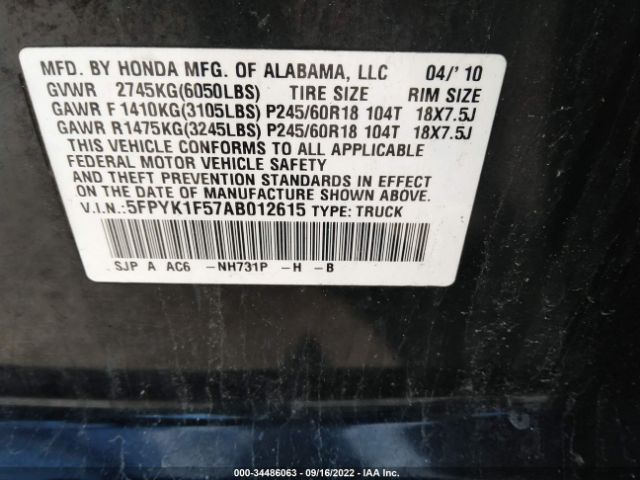 MFD. BY HONDA MFG. OF ALABAMA, LLC 04/'10
GVWR 2745KG(6050LBS) TIRE SIZE RIM SIZE
GAWR F 1410KG(3105LBS) P245/60R18 104T 18X7.5J
GAWR R1475KG(3245LBS) P245/60R18 104T 18X7.5J
THIS VEHICLE CONFORMS TO ALL APPLICABLE
FEDERAL MOTOR VEHICLE SAFETY
AND THEFT PREVENTION STANDARDS IN EFFECT
ON THE DATE OF MANUFACTURE SHOWN ABOVE.
V.I.N.:5FPYK1F57AB012615 TYPE: TRUCK
SJP A AC6 -NH731P -H -B
000-34486063 - 09/16/2022 - IAA Inc.